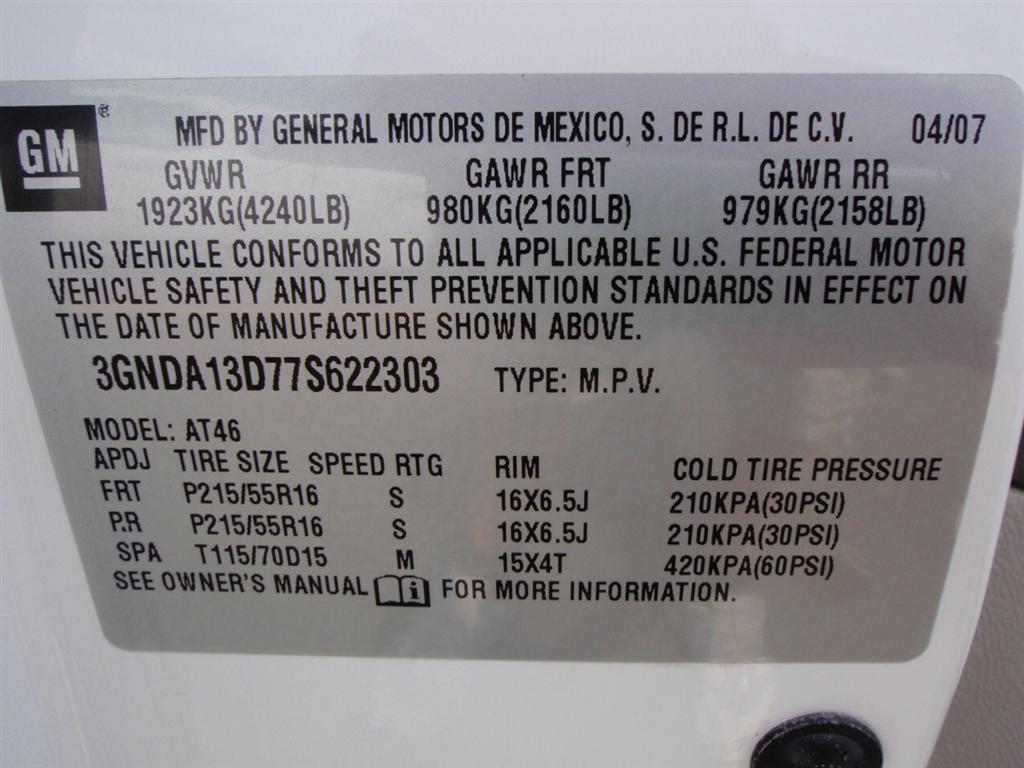 GM ®
MFD BY GENERAL MOTORS DE MEXICO, S. DE R.L. DE C.V. 04/07
GVWR GAWR FRT GAWR RR
1923KG(4240LB) 980KG(2160LB) 979KG(2158LB)
THIS VEHICLE CONFORMS TO ALL APPLICABLE U.S. FEDERAL MOTOR
VEHICLE SAFETY AND THEFT PREVENTION STANDARDS IN EFFECT ON
THE DATE OF MANUFACTURE SHOWN ABOVE.
3GNDA13D77S622303 TYPE: M.P.V.
MODEL: AT46
APDJ TIRE SIZE SPEED RTG RIM COLD TIRE PRESSURE
FRT P215/55R16 S 16X6.5J 210KPA(30PSI)
P.R P215/55R16 S 16X6.5J 210KPA(30PSI)
SPA T115/70D15 M 15X4T 420KPA(60PSI)
SEE OWNER'S MANUAL i FOR MORE INFORMATION.